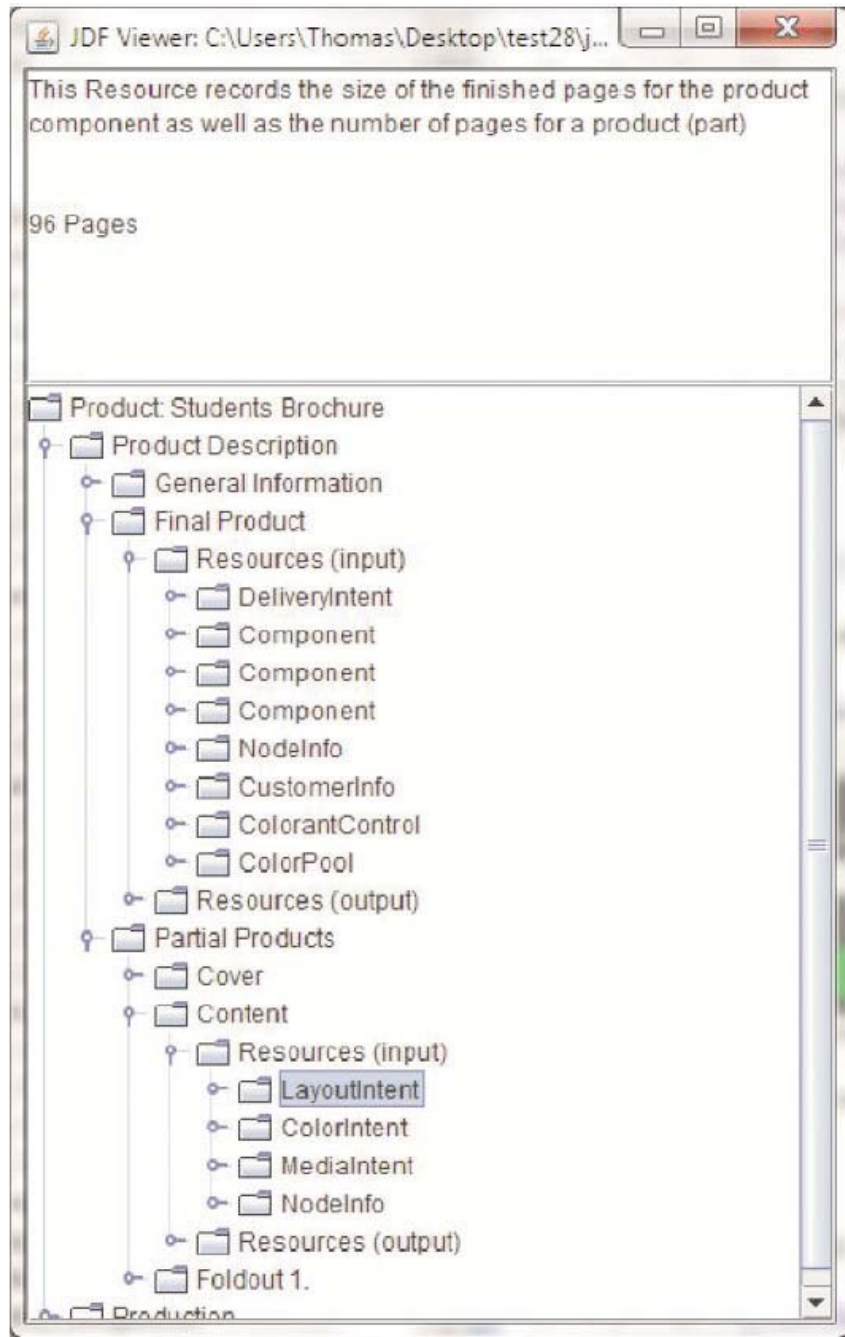 JDF Viewer: C:\Users\Thomas\Desktop\test28\j...
This Resource records the size of the finished pages for the product
component as well as the number of pages for a product (part)
96 Pages
Product: Students Brochure
Product Description
General Information
Final Product
Resources (input)
DeliveryIntent
Component
Component
Component
NodeInfo
CustomerInfo
ColorantControl
ColorPool
Resources (output)
Partial Products
Cover
Content
Resources (input)
LayoutIntent
ColorIntent
MediaIntent
NodeInfo
Resources (output)
Foldout 1.
Production